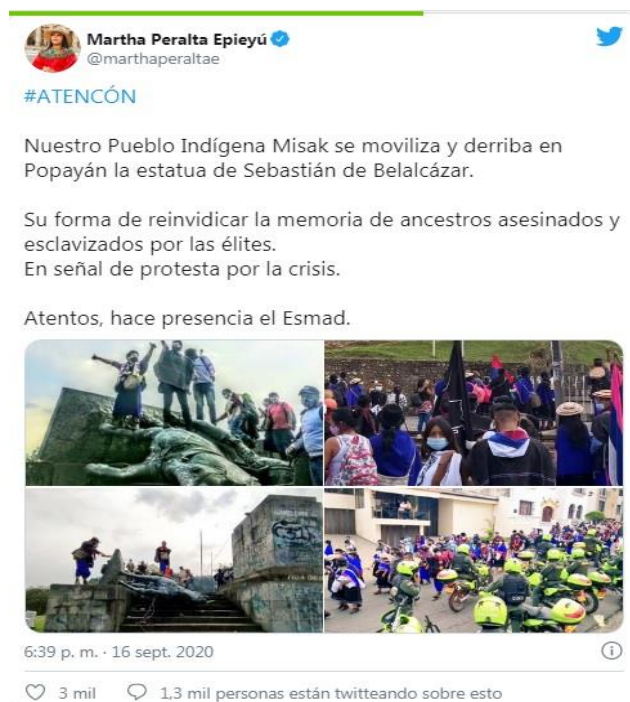 Martha Peralta Epieyú
@marthaperaltae
#ATENCÓN
Nuestro Pueblo Indígena Misak se moviliza y derriba en
Popayán la estatua de Sebastián de Belalcázar.
Su forma de reinvidicar la memoria de ancestros asesinados y
esclavizados por las élites.
En señal de protesta por la crisis.
Atentos, hace presencia el Esmad.
6:39 p. m. · 16 sept. 2020
3 mil 1,3 mil personas están twitteando sobre esto